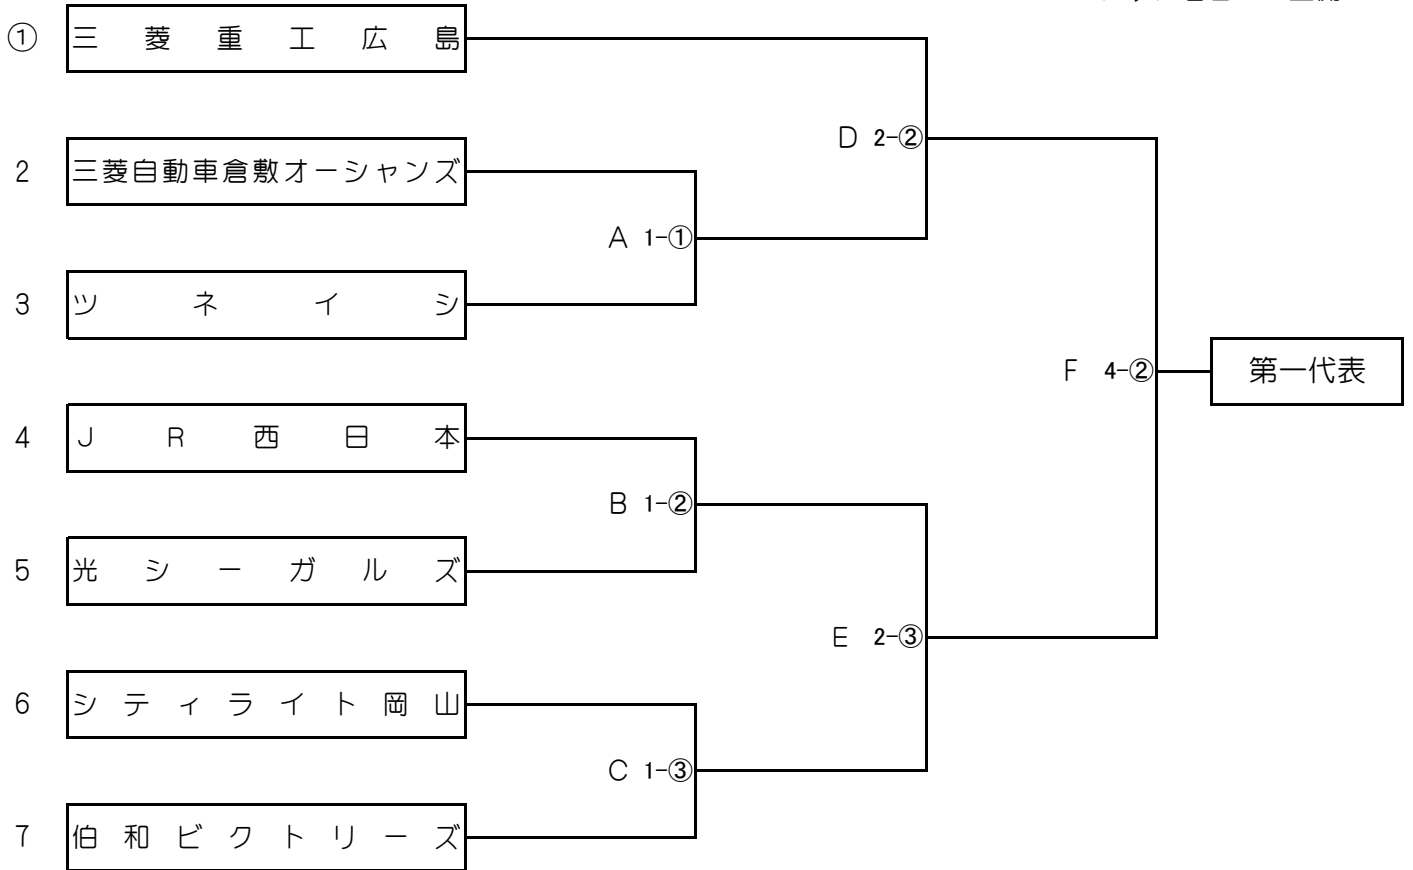 ① 三菱重工広島
D 2-②
2 三菱自動車倉敷オーシャンズ
A 1-①
3 ツネイシ
F 4-② 第一代表
4 JR西日本
B 1-②
5 光シーガルズ
E 2-③
6 シティライト岡山
C 1-③
7 伯和ビクトリーズ